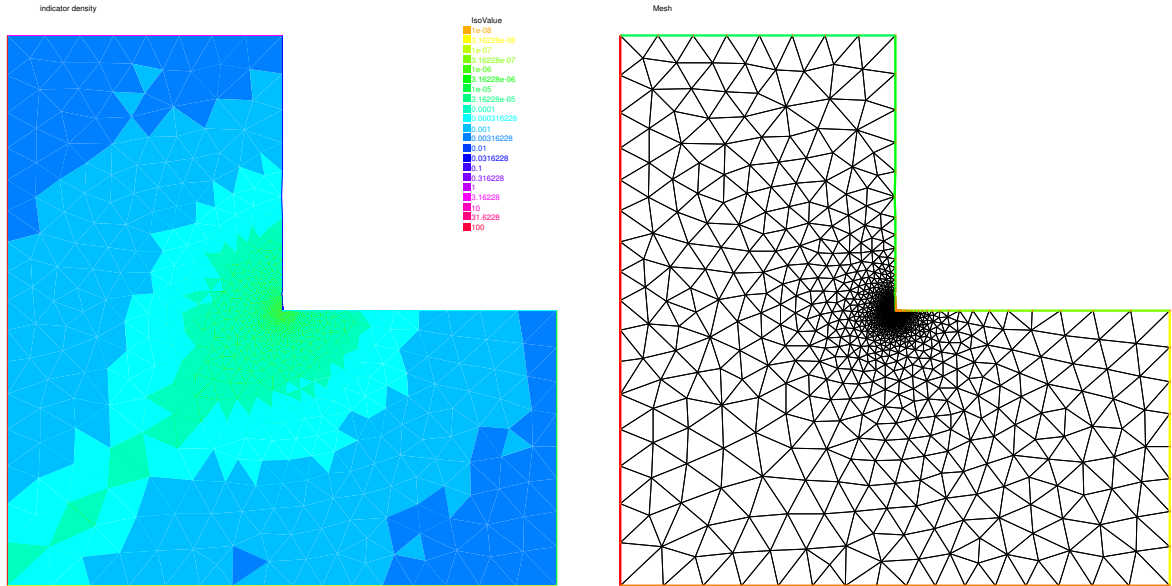 indicator density
Mesh
IsoValue
1e-08
3.16228e-08
1e-07
3.16228e-07
1e-06
3.16228e-06
1e-05
3.16228e-05
0.0001
0.000316228
0.001
0.00316228
0.01
0.0316228
0.1
0.316228
1
3.16228
10
31.6228
100